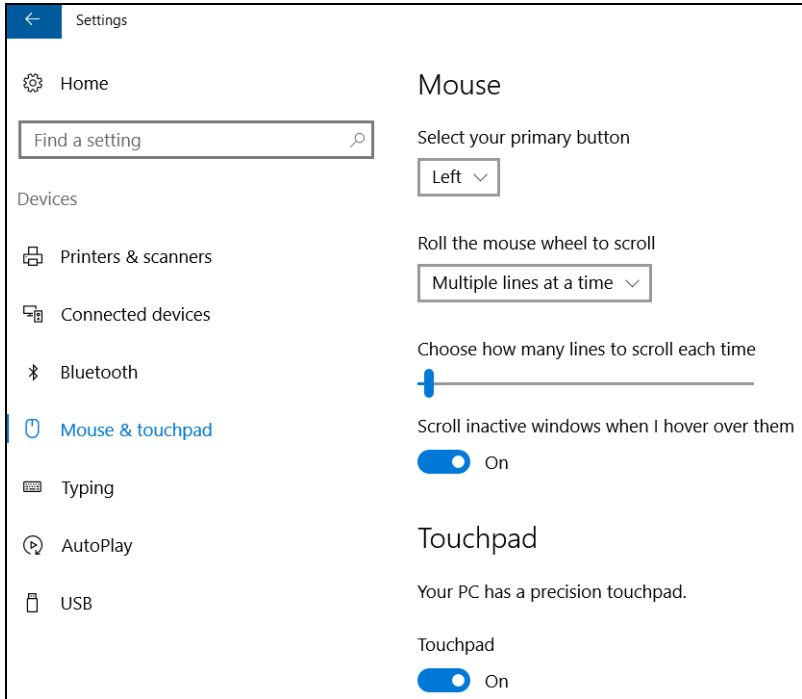 Settings
Home
Find a setting
Devices
Printers & scanners
Connected devices
Bluetooth
Mouse & touchpad
Typing
AutoPlay
USB
Mouse
Select your primary button
Left
Roll the mouse wheel to scroll
Multiple lines at a time
Choose how many lines to scroll each time
Scroll inactive windows when I hover over them
On
Touchpad
Your PC has a precision touchpad.
Touchpad
On